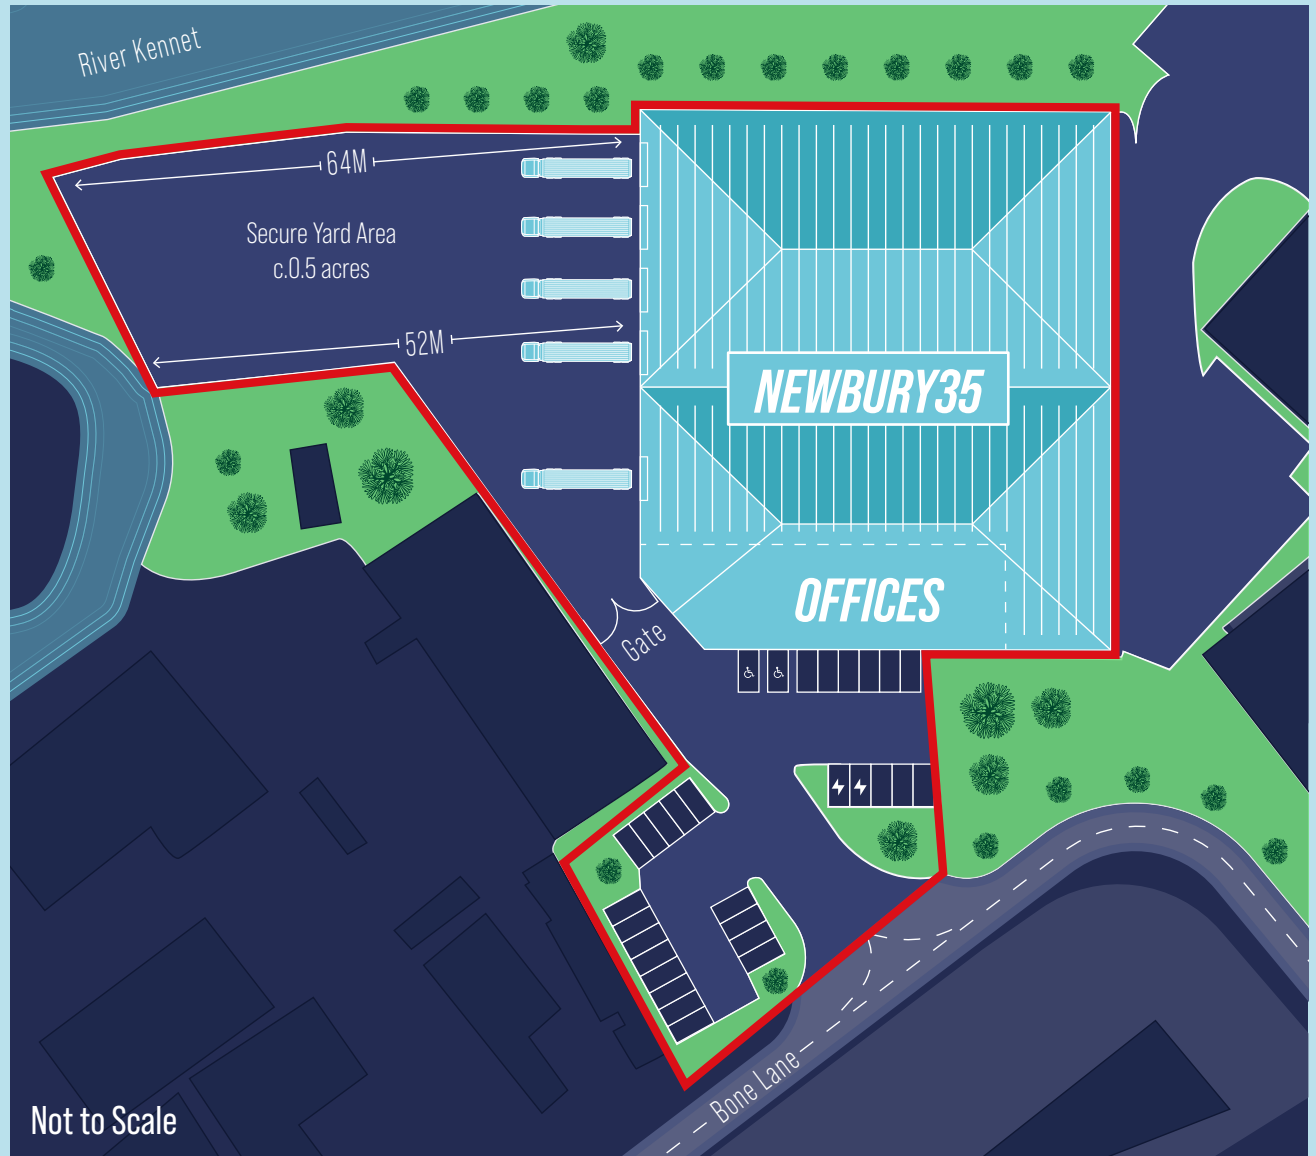 River Kennet
64M
Secure Yard Area
c.0.5 acres
52M
NEWBURY35
OFFICES
Gate
Bone Lane
Not to Scale